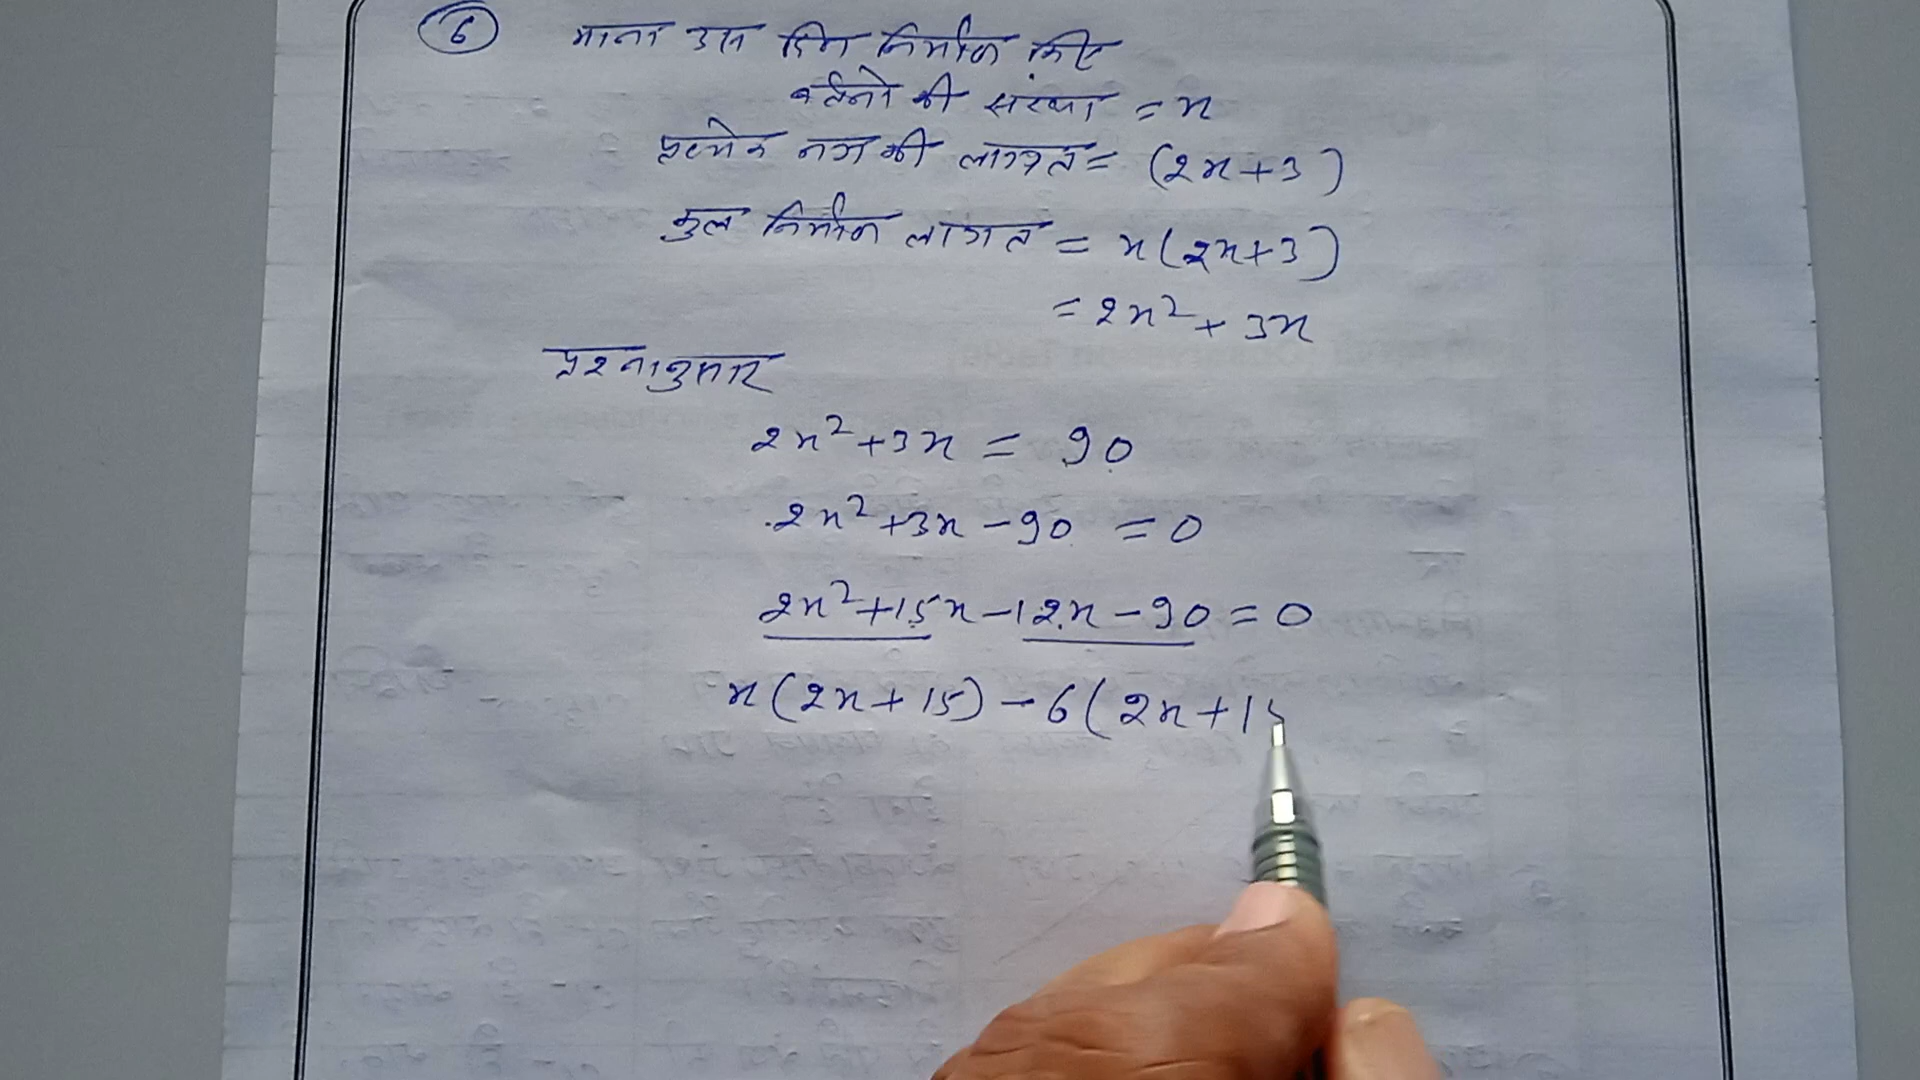 6 माना उस दिन निर्माण किए
बर्तनो की संख्या = x
प्रत्येक नग की लागत = (2x+3)
कुल निर्माण लागत = x(2x+3)
= 2x² + 3x
प्रश्नानुसार
2x² + 3x = 90
2x² + 3x - 90 = 0
2x² + 15x - 12x - 90 = 0
x(2x + 15) - 6(2x + 15